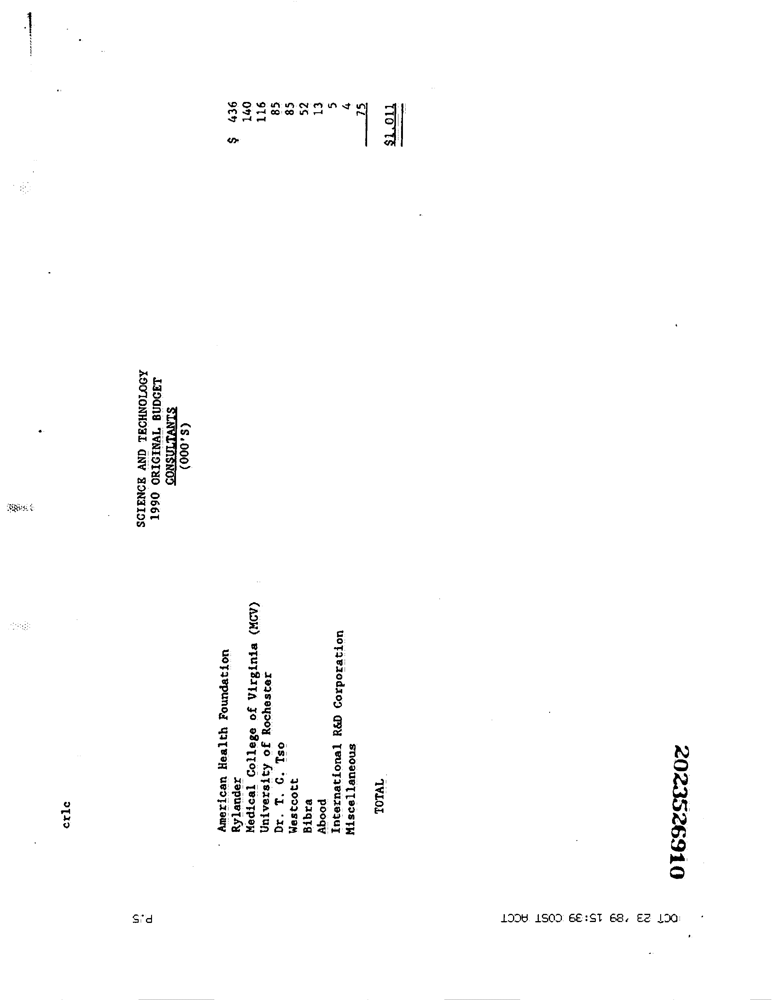 crlc
SCIENCE AND TECHNOLOGY
1990 ORIGINAL BUDGET
CONSULTANTS
(000'S)
American Health Foundation $ 436
Rylander 140
Medical College of Virginia (MCV) 116
University of Rochester 85
Dr. T. C. Tso 85
Westcott 52
Bibra 13
Abood 5
International R&D Corporation 4
Miscellaneous 75
TOTAL $1,011
2023526910
P.5
OCT 23 '89 15:39 COST ACCT